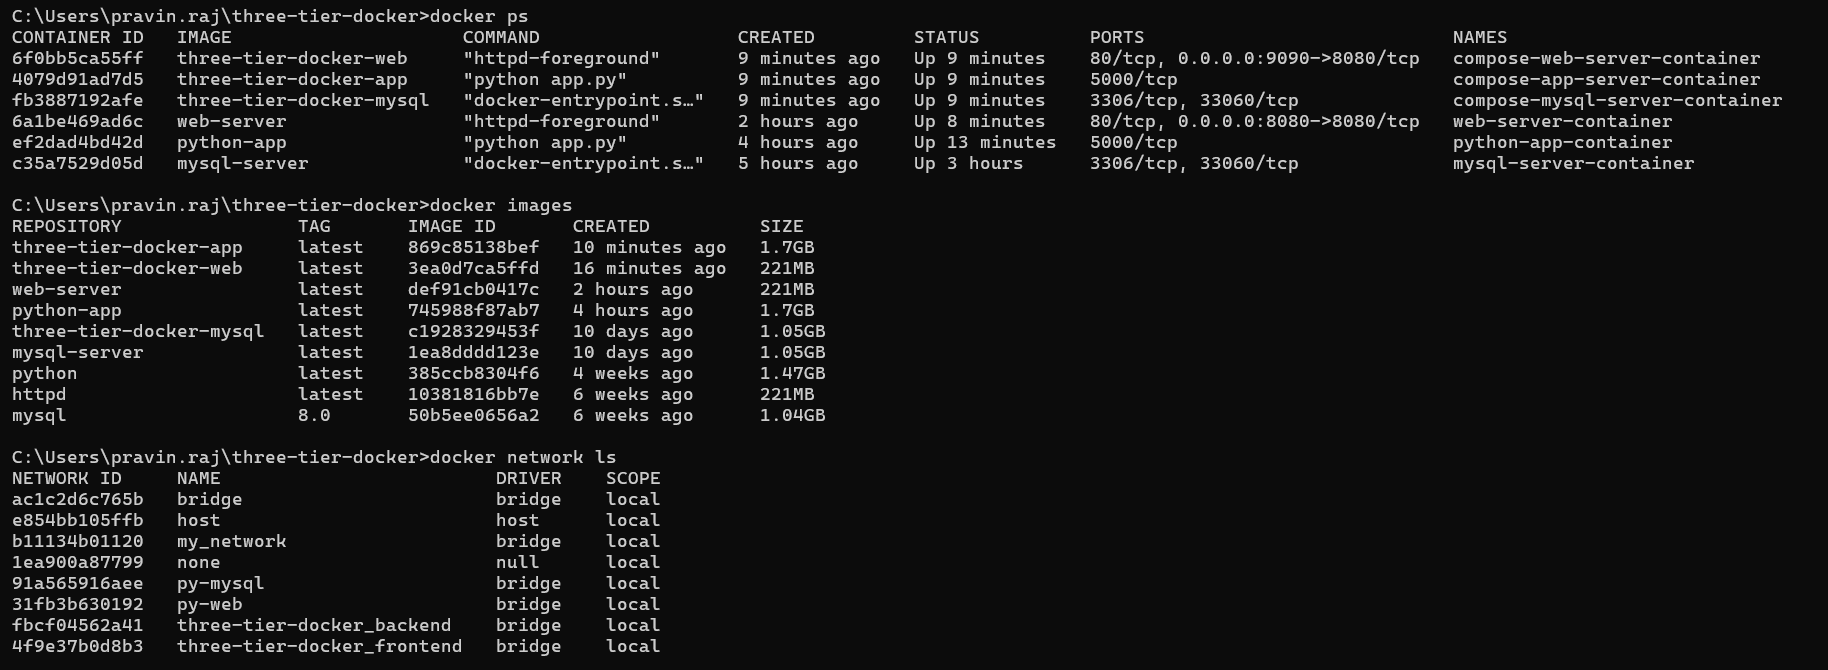 C:\Users\pravin.raj\three-tier-docker>docker ps
CONTAINER ID   IMAGE                     COMMAND                  CREATED         STATUS          PORTS                            NAMES
6f0bb5ca55ff   three-tier-docker-web     "httpd-foreground"       9 minutes ago   Up 9 minutes    80/tcp, 0.0.0.0:9090->8080/tcp   compose-web-server-container
4079d91ad7d5   three-tier-docker-app     "python app.py"          9 minutes ago   Up 9 minutes    5000/tcp                         compose-app-server-container
fb3887192afe   three-tier-docker-mysql   "docker-entrypoint.s…"   9 minutes ago   Up 9 minutes    3306/tcp, 33060/tcp              compose-mysql-server-container
6a1be469ad6c   web-server                "httpd-foreground"       2 hours ago     Up 8 minutes    80/tcp, 0.0.0.0:8080->8080/tcp   web-server-container
ef2dad4bd42d   python-app                "python app.py"          4 hours ago     Up 13 minutes   5000/tcp                         python-app-container
c35a7529d05d   mysql-server              "docker-entrypoint.s…"   5 hours ago     Up 3 hours      3306/tcp, 33060/tcp              mysql-server-container
C:\Users\pravin.raj\three-tier-docker>docker images
REPOSITORY                TAG       IMAGE ID       CREATED          SIZE
three-tier-docker-app     latest    869c85138bef   10 minutes ago   1.7GB
three-tier-docker-web     latest    3ea0d7ca5ffd   16 minutes ago   221MB
web-server                latest    def91cb0417c   2 hours ago      221MB
python-app                latest    745988f87ab7   4 hours ago      1.7GB
three-tier-docker-mysql   latest    c1928329453f   10 days ago      1.05GB
mysql-server              latest    1ea8dddd123e   10 days ago      1.05GB
python                    latest    385ccb8304f6   4 weeks ago      1.47GB
httpd                     latest    10381816bb7e   6 weeks ago      221MB
mysql                     8.0       50b5ee0656a2   6 weeks ago      1.04GB
C:\Users\pravin.raj\three-tier-docker>docker network ls
NETWORK ID     NAME                         DRIVER    SCOPE
ac1c2d6c765b   bridge                       bridge    local
e854bb105ffb   host                         host      local
b11134b01120   my_network                   bridge    local
1ea900a87799   none                         null      local
91a565916aee   py-mysql                     bridge    local
31fb3b630192   py-web                       bridge    local
fbcf04562a41   three-tier-docker_backend    bridge    local
4f9e37b0d8b3   three-tier-docker_frontend   bridge    local